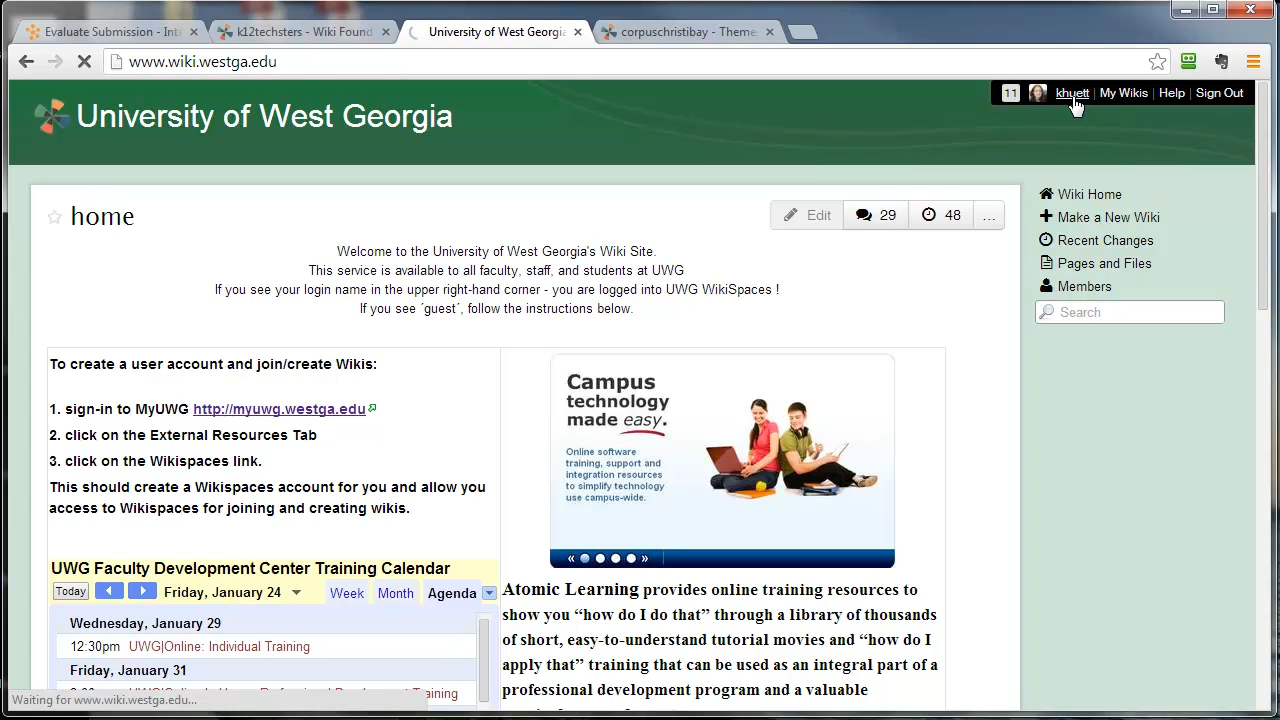 Evaluate Submission - Int
k12techsters - Wiki Found
University of West Georgia
corpuschristibay - Theme
www.wiki.westga.edu
University of West Georgia
11 khuett | My Wikis | Help | Sign Out
home
Edit 29 48 ...
Wiki Home
Make a New Wiki
Recent Changes
Pages and Files
Members
Search
Welcome to the University of West Georgia's Wiki Site.
This service is available to all faculty, staff, and students at UWG
If you see your login name in the upper right-hand corner - you are logged into UWG WikiSpaces !
If you see ´guest´, follow the instructions below.
To create a user account and join/create Wikis:
1. sign-in to MyUWG http://myuwg.westga.edu
2. click on the External Resources Tab
3. click on the Wikispaces link.
This should create a Wikispaces account for you and allow you
access to Wikispaces for joining and creating wikis.
UWG Faculty Development Center Training Calendar
Today Friday, January 24 Week Month Agenda
Wednesday, January 29
12:30pm UWG|Online: Individual Training
Friday, January 31
Training
Campus
technology
made easy.
Online software
training, support and
integration resources
to simplify technology
use campus-wide.
« »
Atomic Learning provides online training resources to
show you “how do I do that” through a library of thousands
of short, easy-to-understand tutorial movies and “how do I
apply that” training that can be used as an integral part of a
professional development program and a valuable
Waiting for www.wiki.westga.edu...